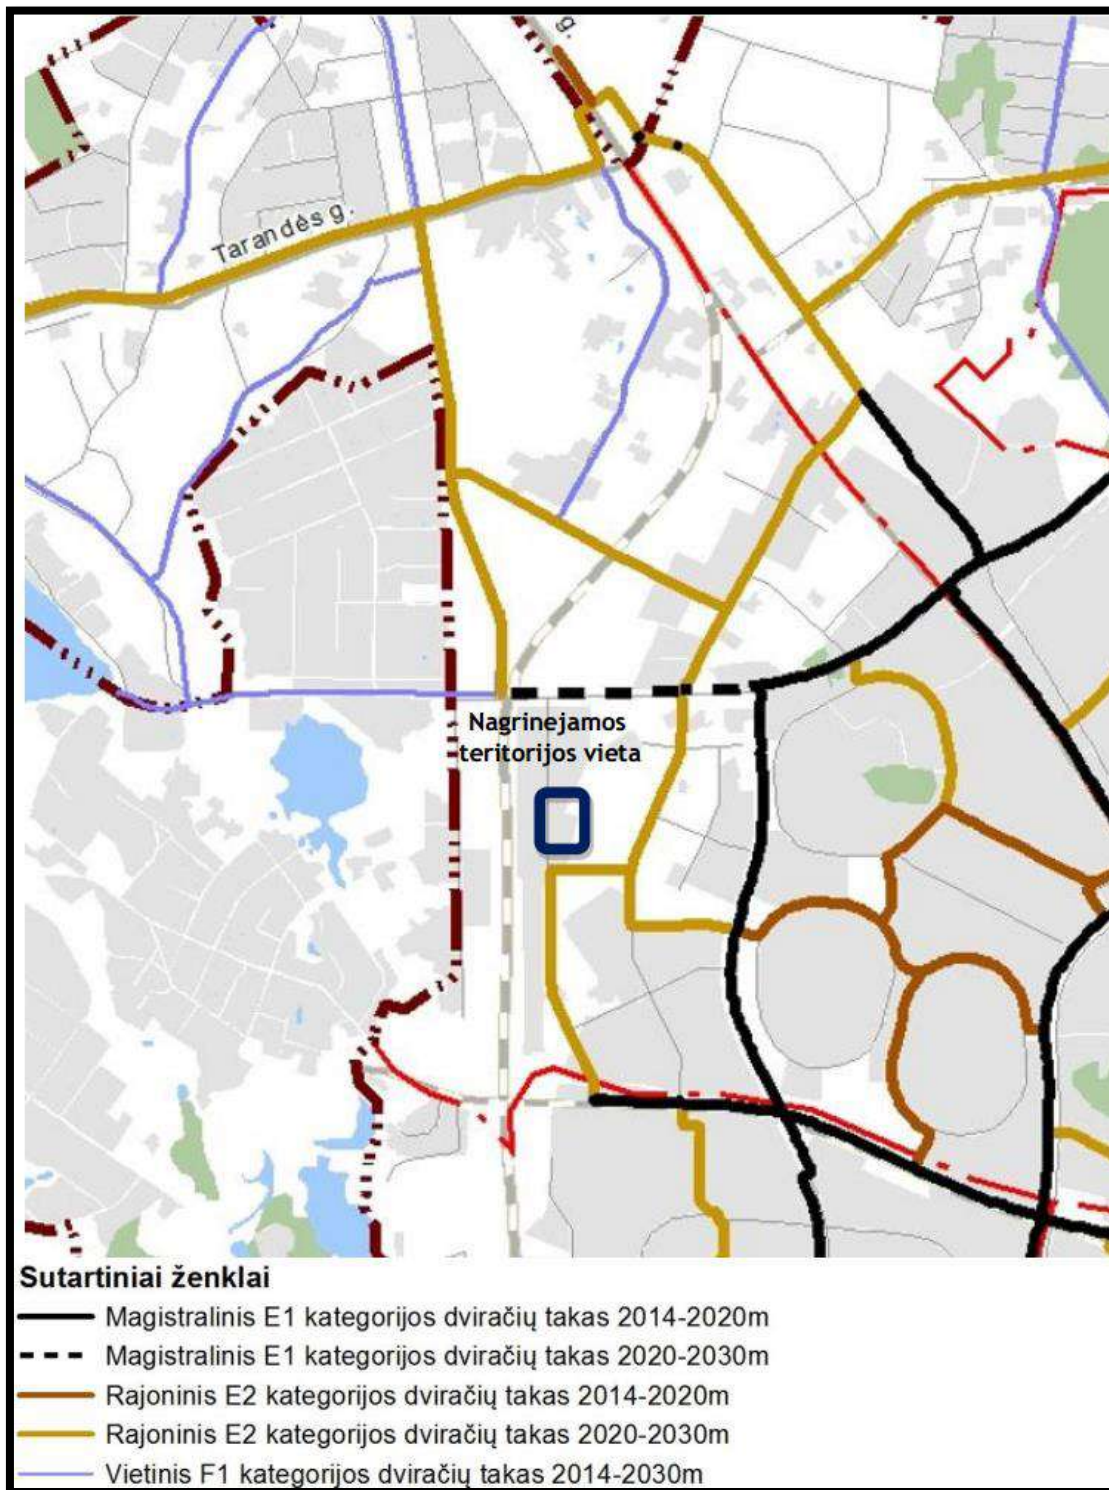 g.
Tarandės g.
Nagrinejamos
teritorijos vieta
Sutartiniai ženklai
Magistralinis E1 kategorijos dviračių takas 2014-2020m
Magistralinis E1 kategorijos dviračių takas 2020-2030m
Rajoninis E2 kategorijos dviračių takas 2014-2020m
Rajoninis E2 kategorijos dviračių takas 2020-2030m
Vietinis F1 kategorijos dviračių takas 2014-2030m